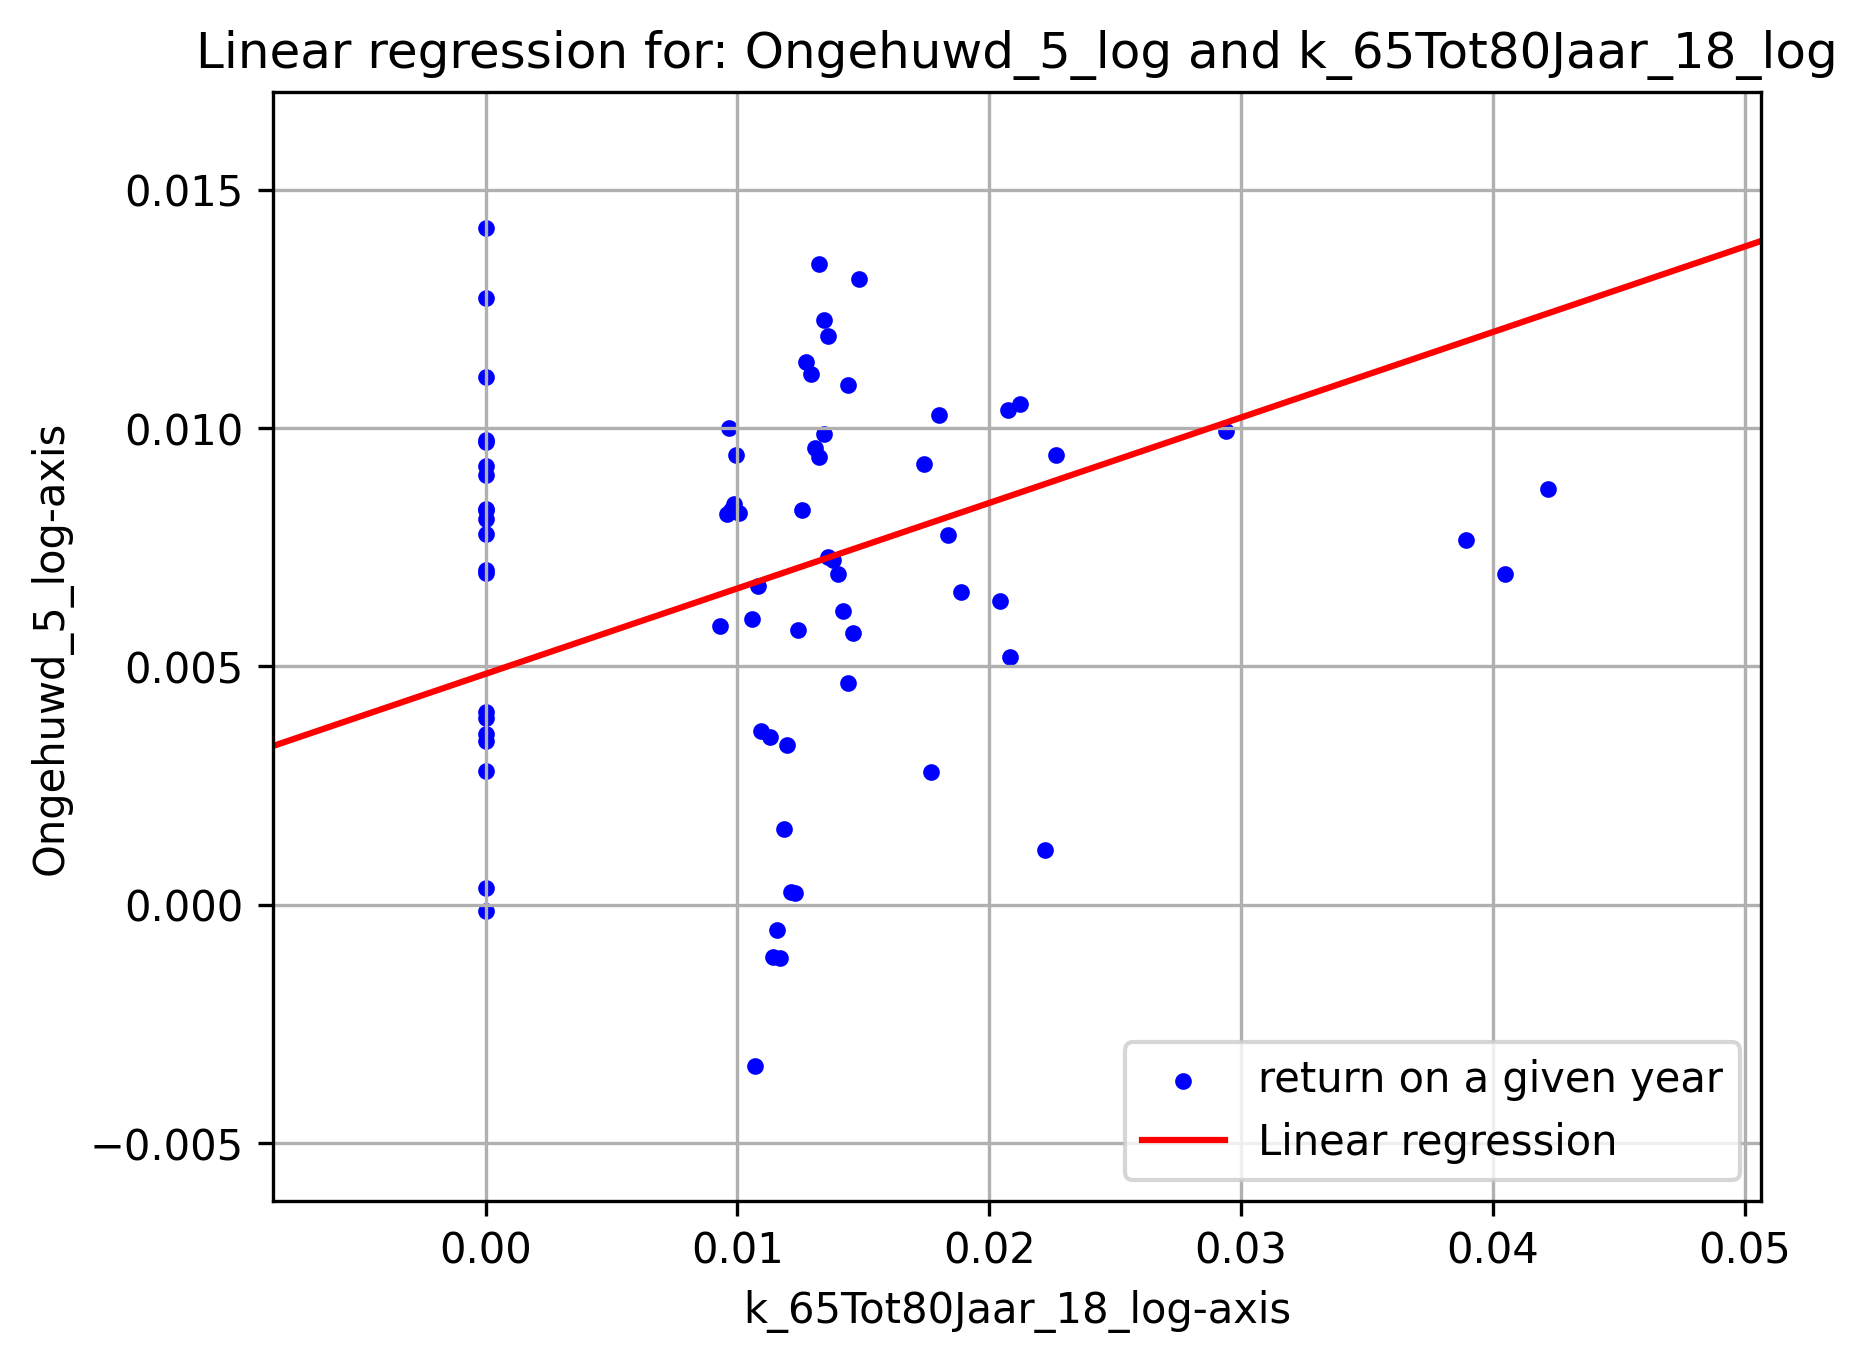 Linear regression for: Ongehuwd_5_log and k_65Tot80Jaar_18_log
0.015
0.010
0.005
0.000
−0.005
Ongehuwd_5_log-axis
return on a given year
Linear regression
0.00 0.01 0.02 0.03 0.04 0.05
k_65Tot80Jaar_18_log-axis